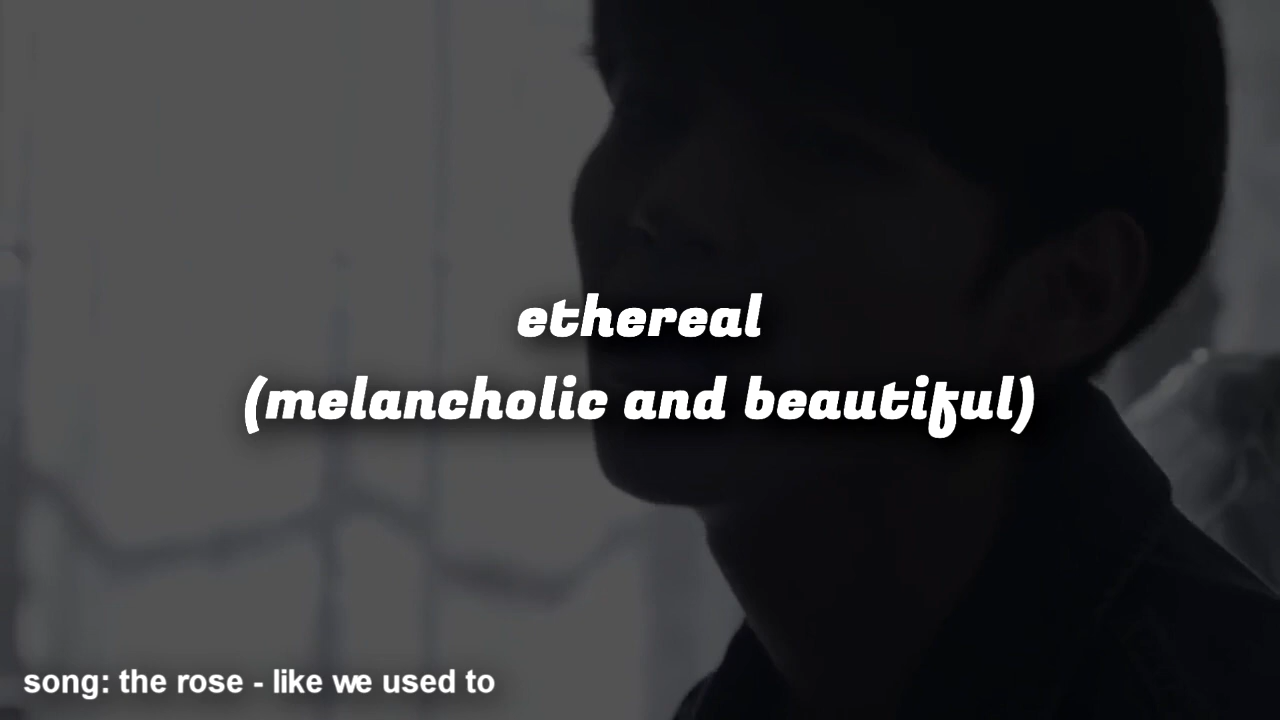 ethereal
(melancholic and beautiful)
song: the rose - like we used to